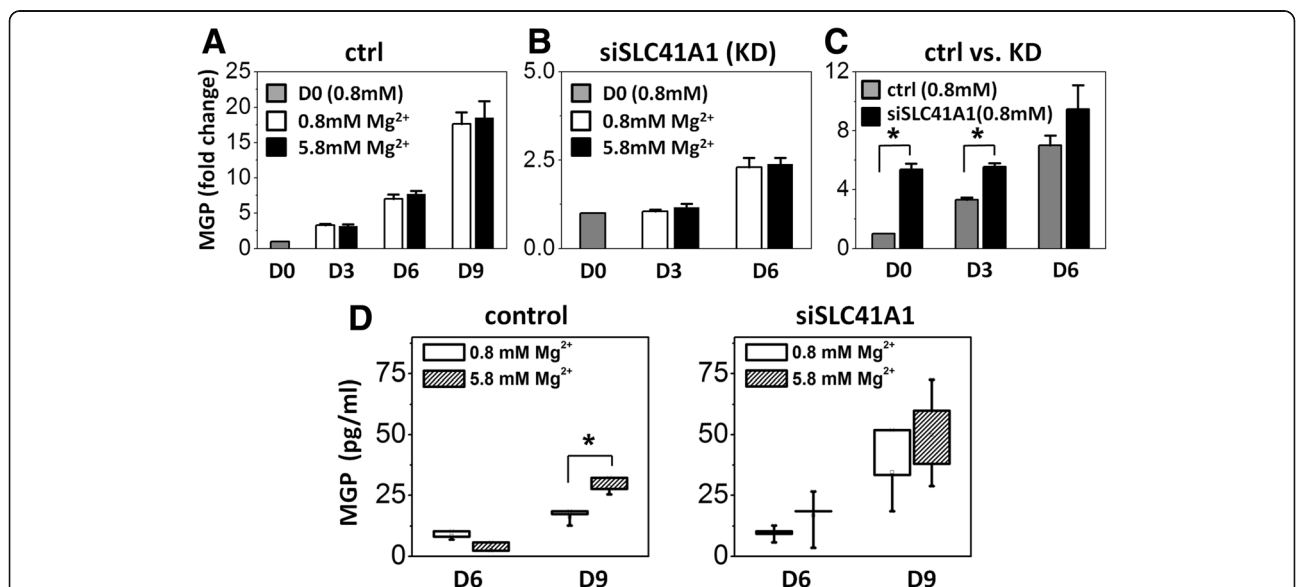 A
ctrl
MGP (fold change)
25
20
15
10
5
0
D0 (0.8mM)
0.8mM Mg²⁺
5.8mM Mg²⁺
D0
D3
D6
D9
B
siSLC41A1 (KD)
5.0
2.5
0.0
D0 (0.8mM)
0.8mM Mg²⁺
5.8mM Mg²⁺
D0
D3
D6
C
ctrl vs. KD
12
8
4
0
ctrl (0.8mM)
siSLC41A1(0.8mM)
*
*
D0
D3
D6
D
control
MGP (pg/ml)
75
50
25
0
0.8 mM Mg²⁺
5.8 mM Mg²⁺
*
D6
D9
siSLC41A1
75
50
25
0
0.8 mM Mg²⁺
5.8 mM Mg²⁺
D6
D9